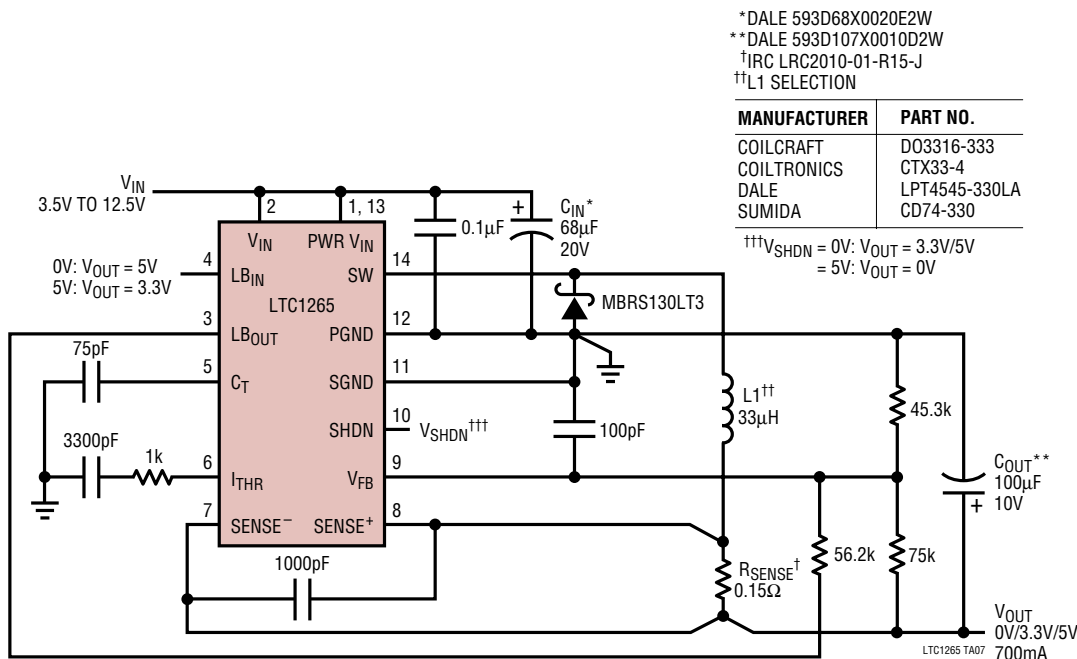 *DALE 593D68X0020E2W
**DALE 593D107X0010D2W
†IRC LRC2010-01-R15-J
††L1 SELECTION
MANUFACTURER PART NO.
COILCRAFT DO3316-333
COILTRONICS CTX33-4
DALE LPT4545-330LA
SUMIDA CD74-330
†††VSHDN = 0V: VOUT = 3.3V/5V
= 5V: VOUT = 0V
VIN
3.5V TO 12.5V
2
1, 13
0.1µF
+
CIN*
68µF
20V
VIN
PWR VIN
0V: VOUT = 5V
5V: VOUT = 3.3V
4
LBIN
SW
14
LTC1265
MBRS130LT3
3
LBOUT
PGND
12
75pF
5
CT
SGND
11
L1††
33µH
45.3k
SHDN
10
VSHDN†††
100pF
3300pF
1k
6
ITHR
VFB
9
COUT**
100µF
10V
+
7
SENSE–
SENSE+
8
1000pF
RSENSE†
0.15Ω
56.2k
75k
VOUT
0V/3.3V/5V
700mA
LTC1265 TA07